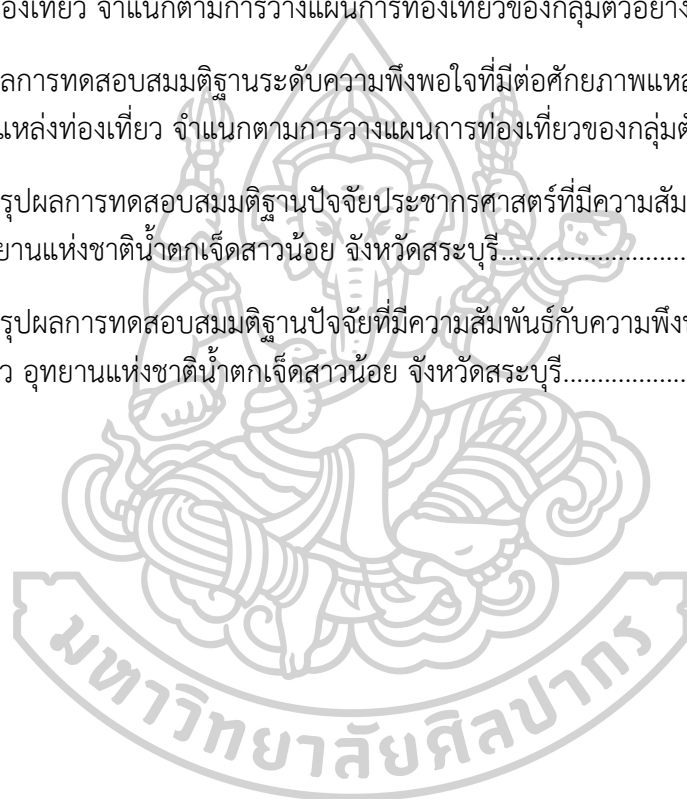 องเที่ยว จำแนกตามการวางแผนการท่องเที่ยวของกลุ่มตัวอย่าง
ลการทดสอบสมมติฐานระดับความพึงพอใจที่มีต่อศักยภาพแหล
แหล่งท่องเที่ยว จำแนกตามการวางแผนการท่องเที่ยวของกลุ่มตั
รุปผลการทดสอบสมมติฐานปัจจัยประชากรศาสตร์ที่มีความสัม
ยานแห่งชาติน้ำตกเจ็ดสาวน้อย จังหวัดสระบุรี...........................
รุปผลการทดสอบสมมติฐานปัจจัยที่มีความสัมพันธ์กับความพึง
ว อุทยานแห่งชาติน้ำตกเจ็ดสาวน้อย จังหวัดสระบุรี..................
มหาวิทยาลัยศิลปากร